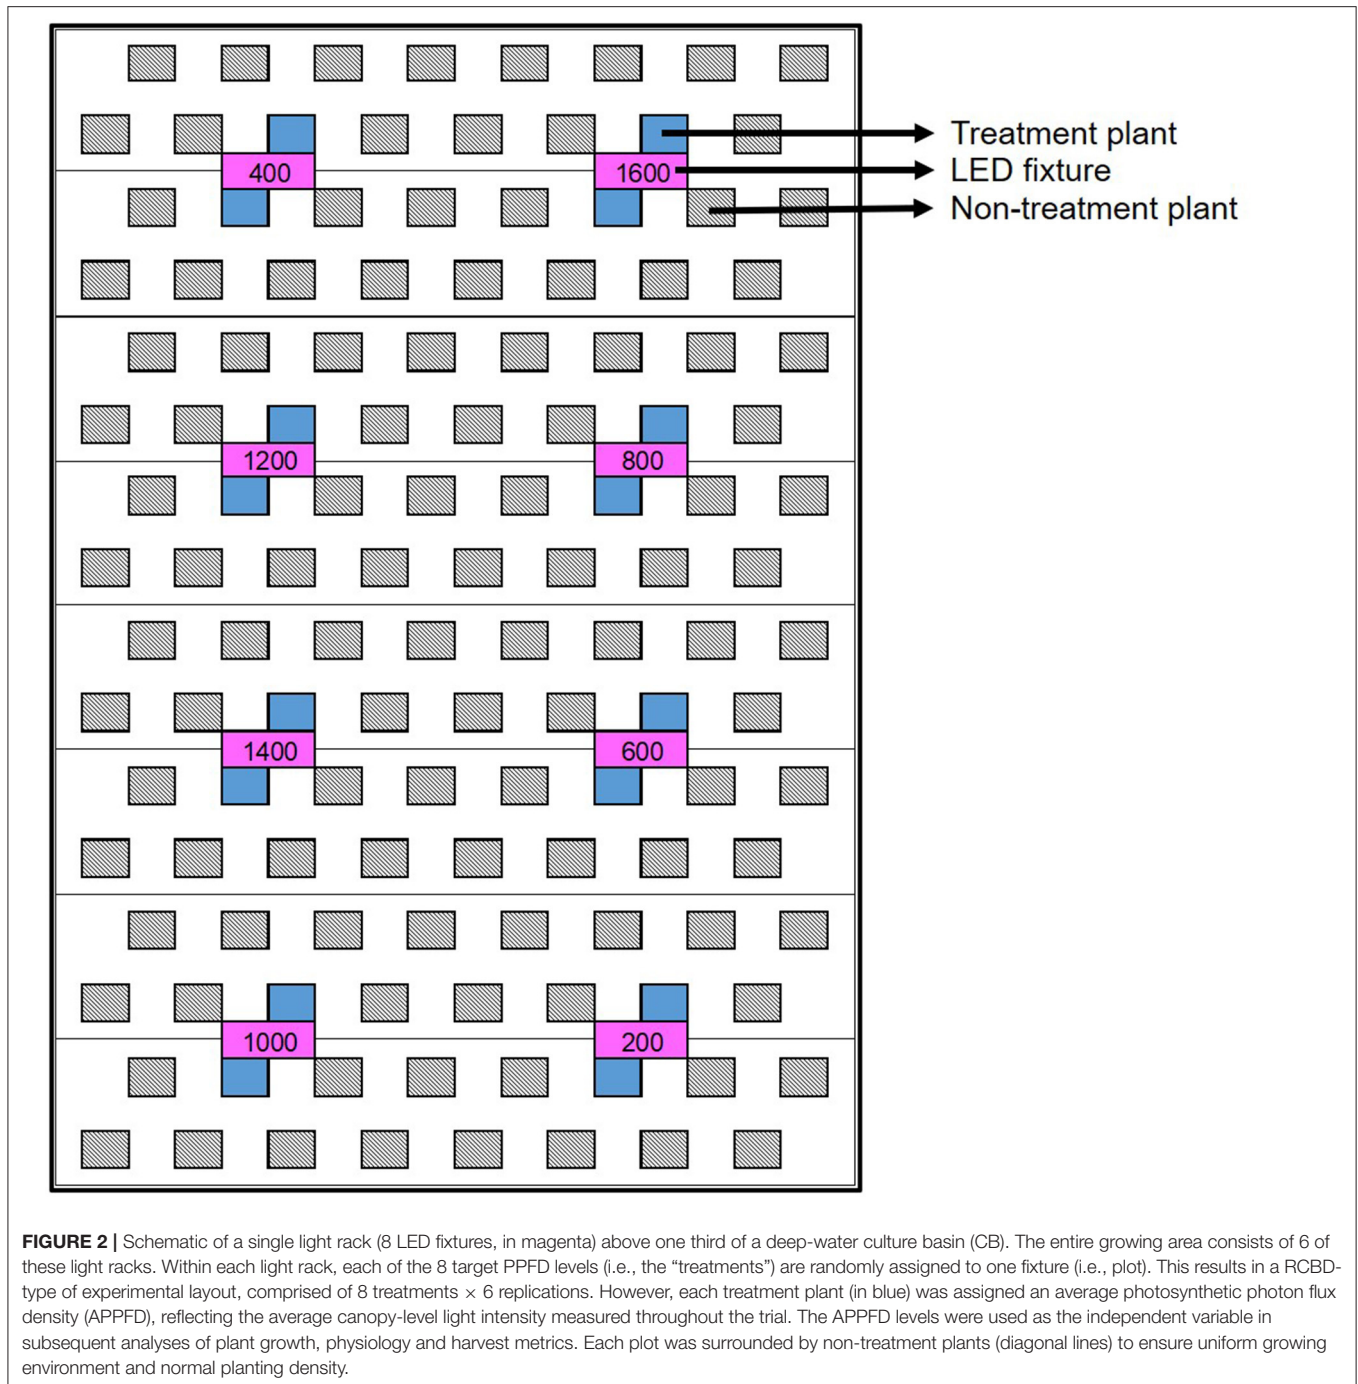 Treatment plant
400
1600
LED fixture
Non-treatment plant
1200
800
1400
600
1000
200
FIGURE 2 | Schematic of a single light rack (8 LED fixtures, in magenta) above one third of a deep-water culture basin (CB). The entire growing area consists of 6 of
these light racks. Within each light rack, each of the 8 target PPFD levels (i.e., the “treatments”) are randomly assigned to one fixture (i.e., plot). This results in a RCBD-
type of experimental layout, comprised of 8 treatments × 6 replications. However, each treatment plant (in blue) was assigned an average photosynthetic photon flux
density (APPFD), reflecting the average canopy-level light intensity measured throughout the trial. The APPFD levels were used as the independent variable in
subsequent analyses of plant growth, physiology and harvest metrics. Each plot was surrounded by non-treatment plants (diagonal lines) to ensure uniform growing
environment and normal planting density.